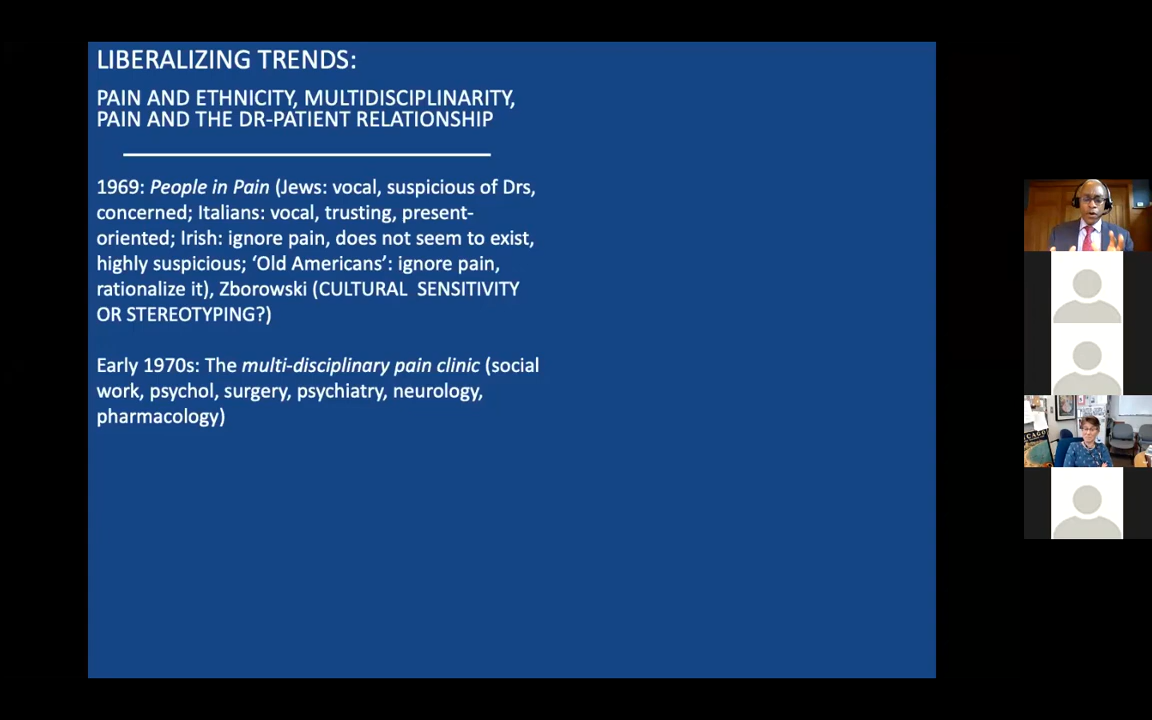 LIBERALIZING TRENDS:
PAIN AND ETHNICITY, MULTIDISCIPLINARITY,
PAIN AND THE DR-PATIENT RELATIONSHIP
1969: People in Pain (Jews: vocal, suspicious of Drs,
concerned; Italians: vocal, trusting, present-
oriented; Irish: ignore pain, does not seem to exist,
highly suspicious; ‘Old Americans’: ignore pain,
rationalize it), Zborowski (CULTURAL SENSITIVITY
OR STEREOTYPING?)
Early 1970s: The multi-disciplinary pain clinic (social
work, psychol, surgery, psychiatry, neurology,
pharmacology)